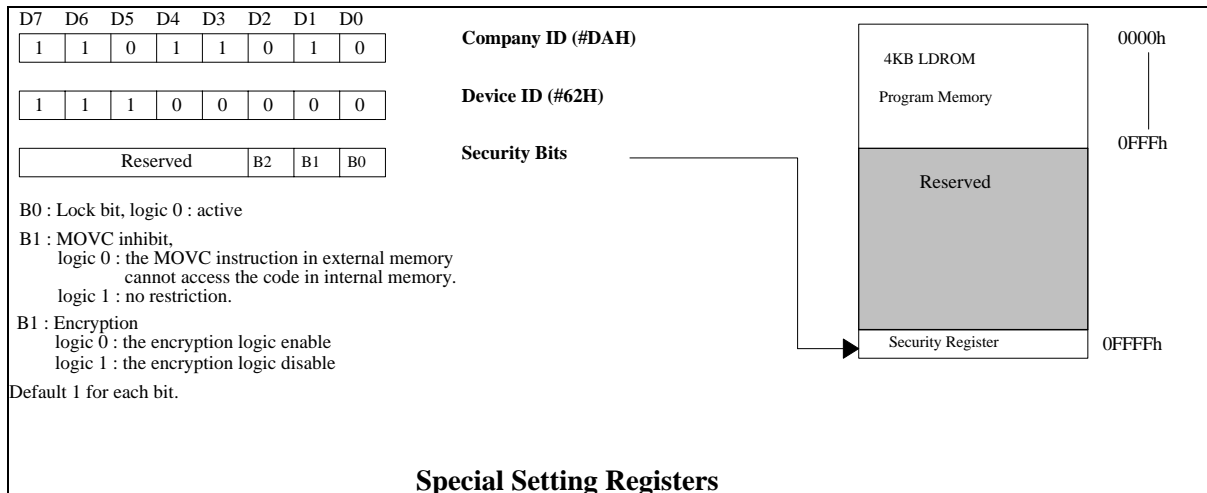 D7 D6 D5 D4 D3 D2 D1 D0
1 1 0 1 1 0 1 0
Company ID (#DAH)
1 1 1 0 0 0 0 0
Device ID (#62H)
Reserved B2 B1 B0
Security Bits
B0 : Lock bit, logic 0 : active
B1 : MOVC inhibit,
logic 0 : the MOVC instruction in external memory
cannot access the code in internal memory.
logic 1 : no restriction.
B1 : Encryption
logic 0 : the encryption logic enable
logic 1 : the encryption logic disable
Default 1 for each bit.
4KB LDROM
Program Memory
0000h
0FFFh
Reserved
Security Register
0FFFFh
Special Setting Registers